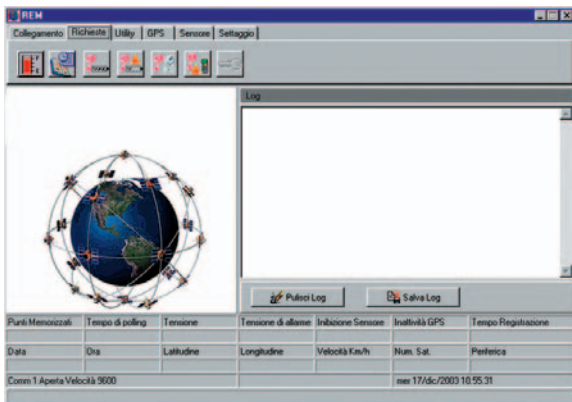 REM
Collegamento Richieste Utility GPS Sensore Settaggio
Log
Pulisci Log Salva Log
Punti Memorizzati Tempo di polling Tensione Tensione di allarme Inibizione Sensore Inattività GPS Tempo Registrazione
Data Ora Latitudine Longitudine Velocità Km/h Num. Sat. Periferica
Comm 1 Aperta Velocità 9600 mer 17/dic/2003 10.55.31